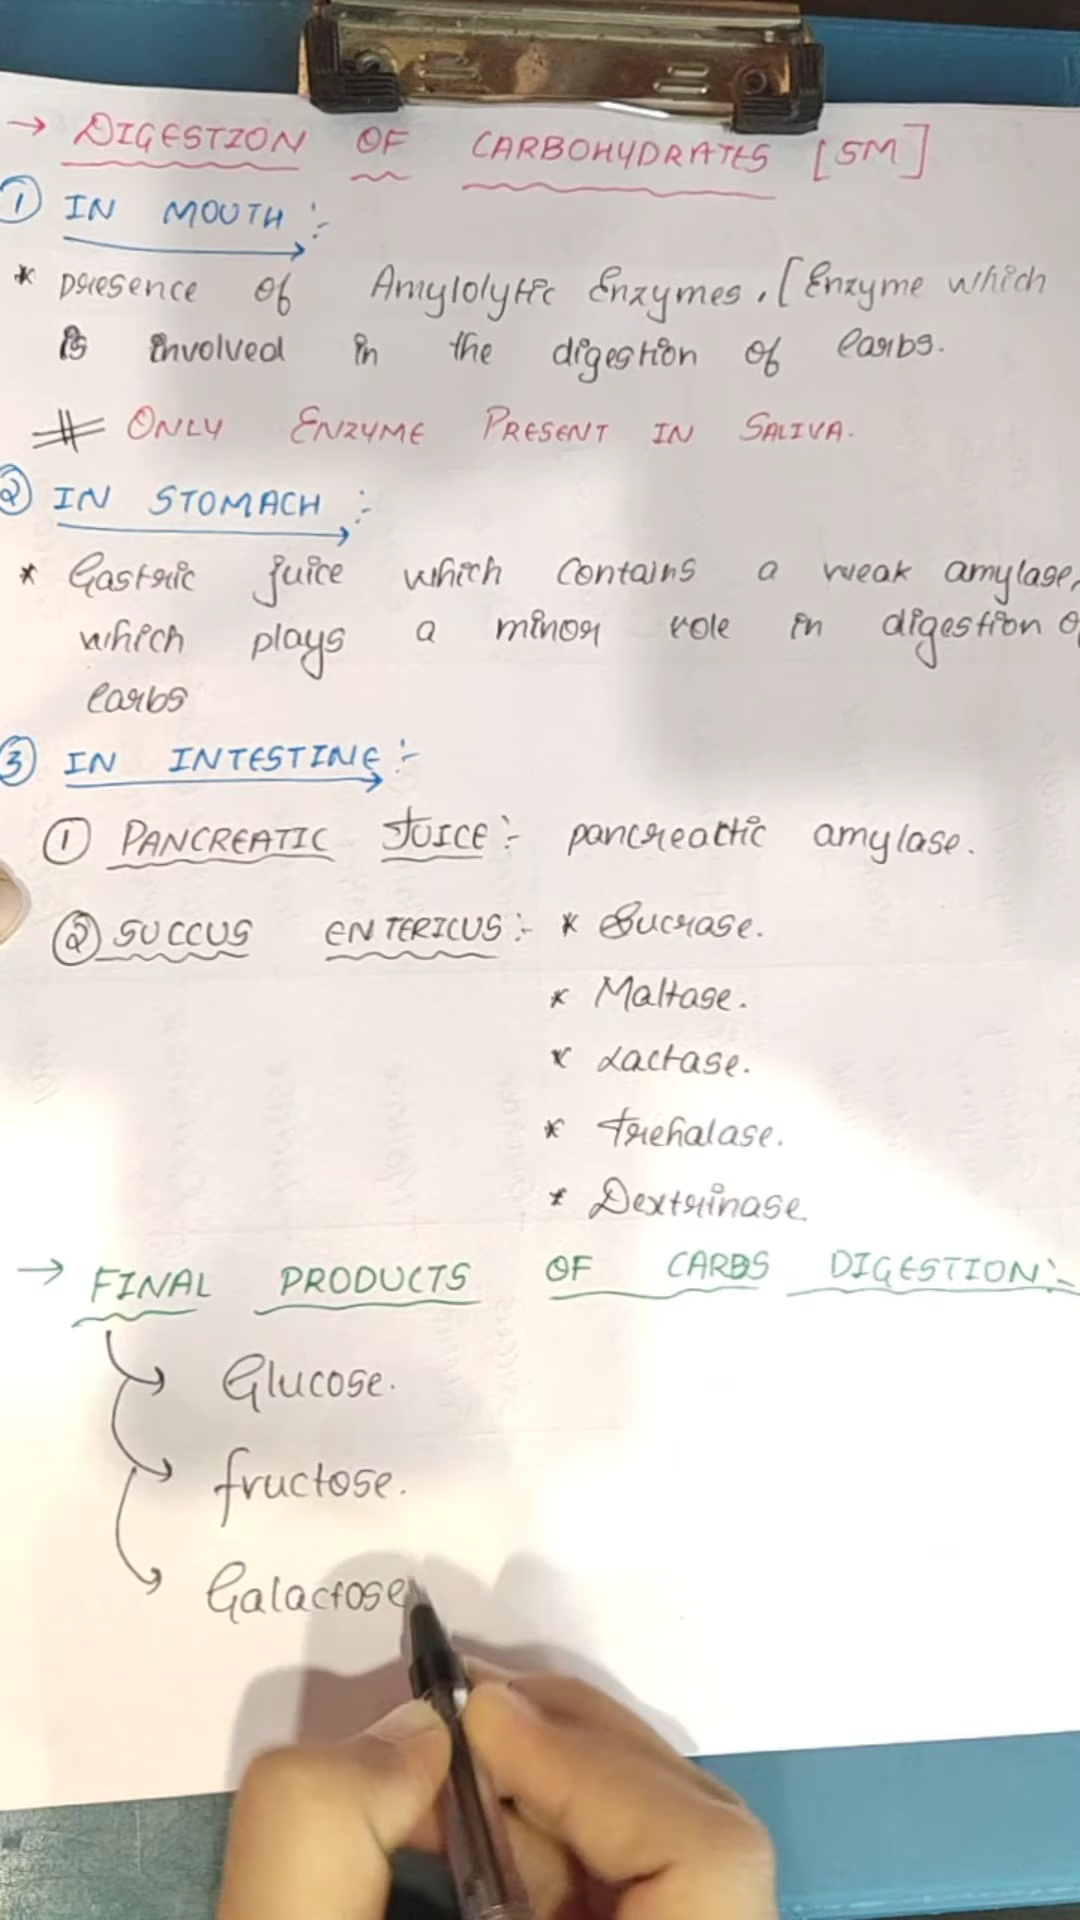 → DIGESTION OF CARBOHYDRATES [5M]
① IN MOUTH :-
* presence of Amylolytic Enzymes, [Enzyme which
is involved in the digestion of carbs.
# ONLY ENZYME PRESENT IN SALIVA.
② IN STOMACH :-
* Gastric juice which contains a weak amylase,
which plays a minor role in digestion o
carbs
③ IN INTESTINE :-
① PANCREATIC JUICE :- pancreatic amylase.
② SUCCUS ENTERICUS :- * Sucrase.
* Maltase.
* Lactase.
* Trehalase.
* Dextrinase.
→ FINAL PRODUCTS OF CARBS DIGESTION :-
Glucose.
fructose.
Galactose